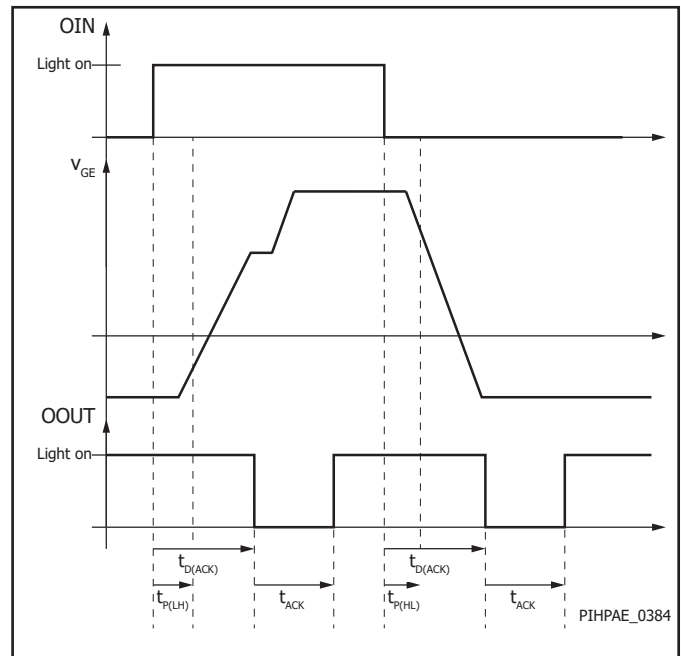 OIN
Light on
VGE
OOUT
Light on
tD(ACK)
tD(ACK)
tP(LH)
tACK
tP(HL)
tACK
PIHPAE_0384